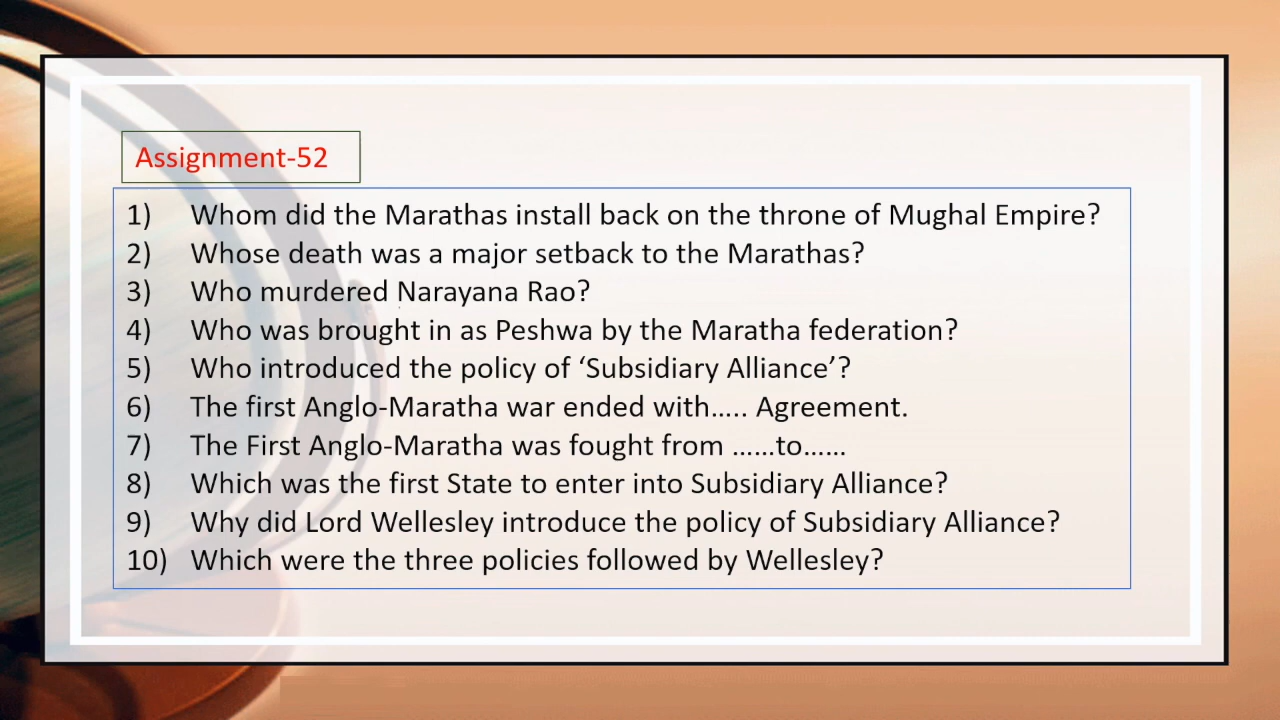 Assignment-52
1) Whom did the Marathas install back on the throne of Mughal Empire?
2) Whose death was a major setback to the Marathas?
3) Who murdered Narayana Rao?
4) Who was brought in as Peshwa by the Maratha federation?
5) Who introduced the policy of ‘Subsidiary Alliance’?
6) The first Anglo-Maratha war ended with….. Agreement.
7) The First Anglo-Maratha was fought from ……to……
8) Which was the first State to enter into Subsidiary Alliance?
9) Why did Lord Wellesley introduce the policy of Subsidiary Alliance?
10) Which were the three policies followed by Wellesley?